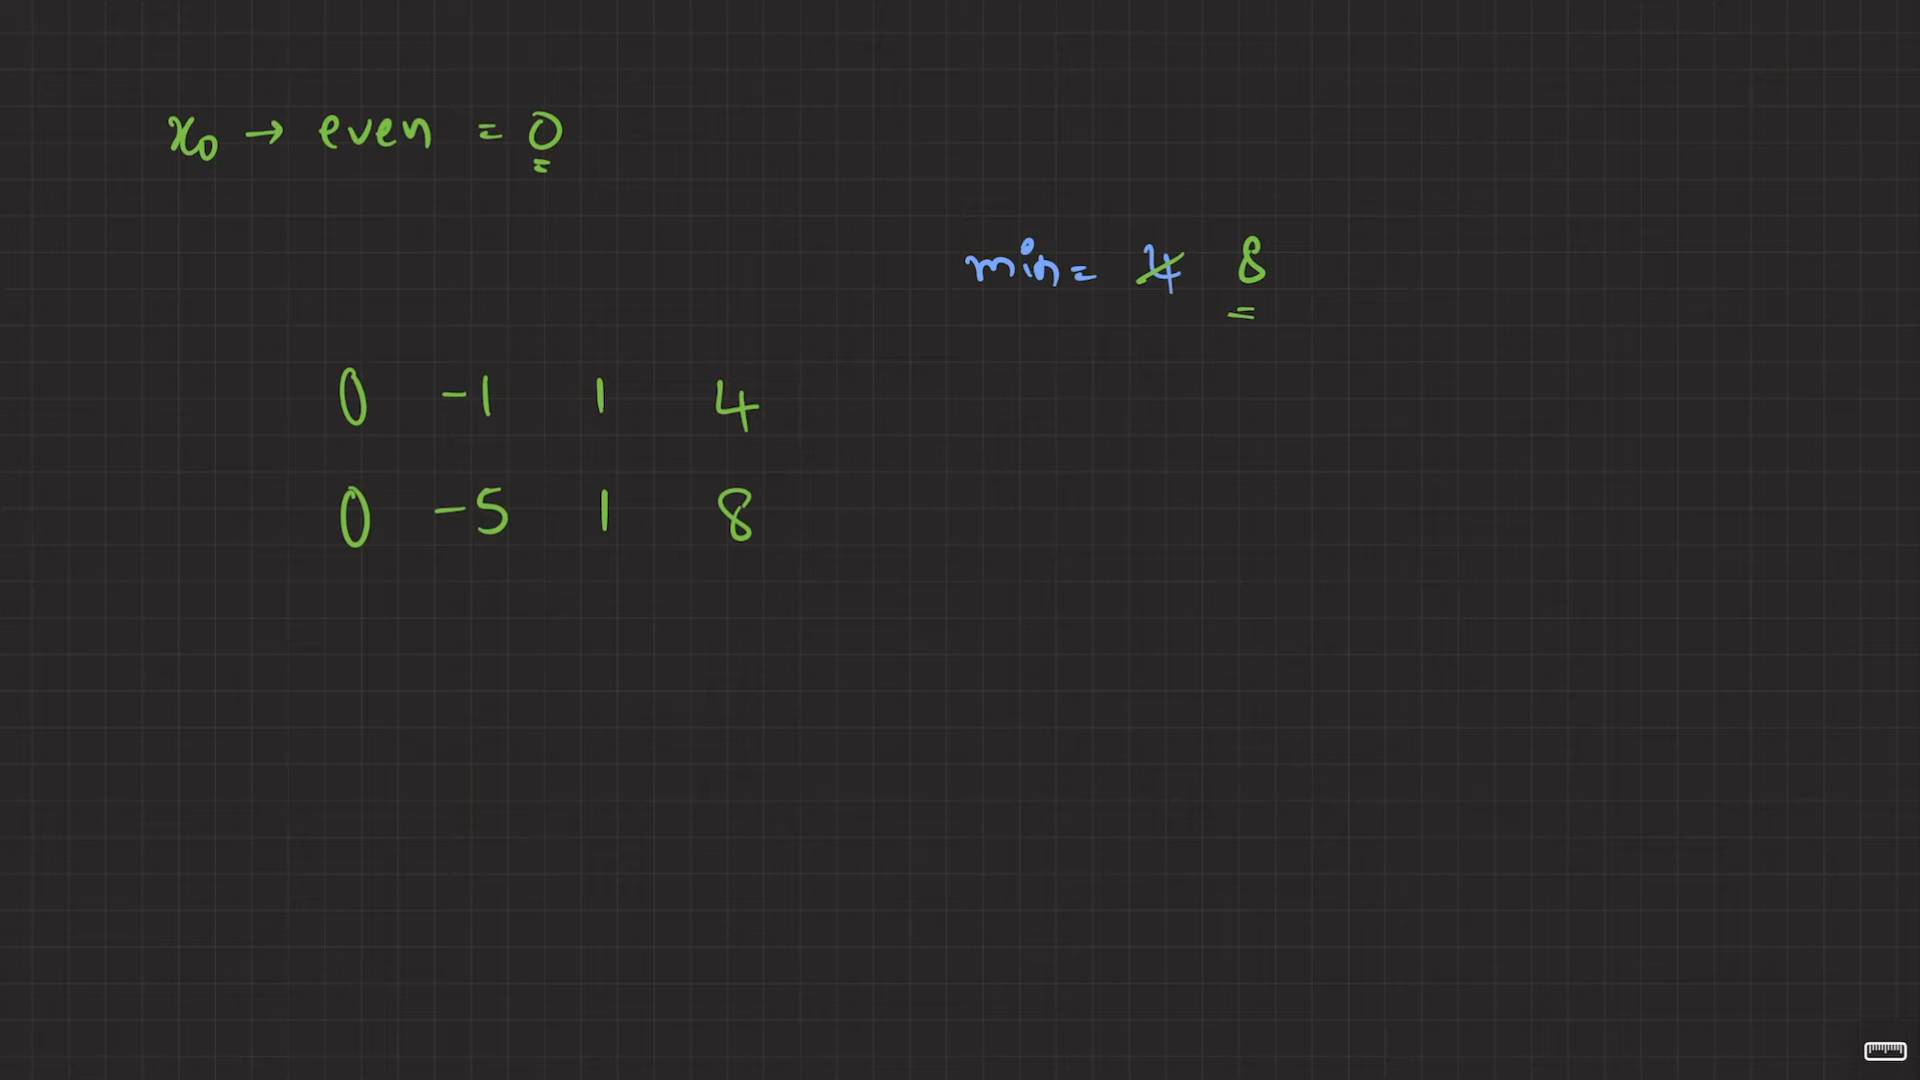 x₀ → even = 0
min = 4 8
0 -1 1 4
0 -5 1 8